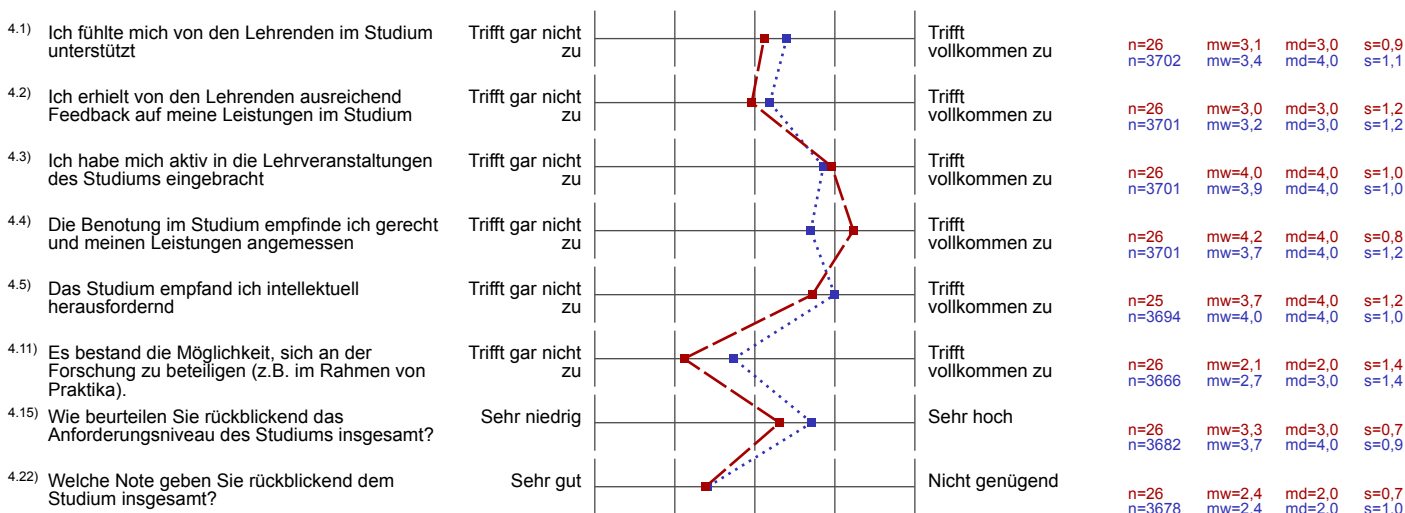 4.1) Ich fühlte mich von den Lehrenden im Studium unterstützt
Trifft gar nicht zu
Trifft vollkommen zu
n=26 mw=3,1 md=3,0 s=0,9
n=3702 mw=3,4 md=4,0 s=1,1
4.2) Ich erhielt von den Lehrenden ausreichend Feedback auf meine Leistungen im Studium
Trifft gar nicht zu
Trifft vollkommen zu
n=26 mw=3,0 md=3,0 s=1,2
n=3701 mw=3,2 md=3,0 s=1,2
4.3) Ich habe mich aktiv in die Lehrveranstaltungen des Studiums eingebracht
Trifft gar nicht zu
Trifft vollkommen zu
n=26 mw=4,0 md=4,0 s=1,0
n=3701 mw=3,9 md=4,0 s=1,0
4.4) Die Benotung im Studium empfinde ich gerecht und meinen Leistungen angemessen
Trifft gar nicht zu
Trifft vollkommen zu
n=26 mw=4,2 md=4,0 s=0,8
n=3701 mw=3,7 md=4,0 s=1,2
4.5) Das Studium empfand ich intellektuell herausfordernd
Trifft gar nicht zu
Trifft vollkommen zu
n=25 mw=3,7 md=4,0 s=1,2
n=3694 mw=4,0 md=4,0 s=1,0
4.11) Es bestand die Möglichkeit, sich an der Forschung zu beteiligen (z.B. im Rahmen von Praktika).
Trifft gar nicht zu
Trifft vollkommen zu
n=26 mw=2,1 md=2,0 s=1,4
n=3666 mw=2,7 md=3,0 s=1,4
4.15) Wie beurteilen Sie rückblickend das Anforderungsniveau des Studiums insgesamt?
Sehr niedrig
Sehr hoch
n=26 mw=3,3 md=3,0 s=0,7
n=3682 mw=3,7 md=4,0 s=0,9
4.22) Welche Note geben Sie rückblickend dem Studium insgesamt?
Sehr gut
Nicht genügend
n=26 mw=2,4 md=2,0 s=0,7
n=3678 mw=2,4 md=2,0 s=1,0